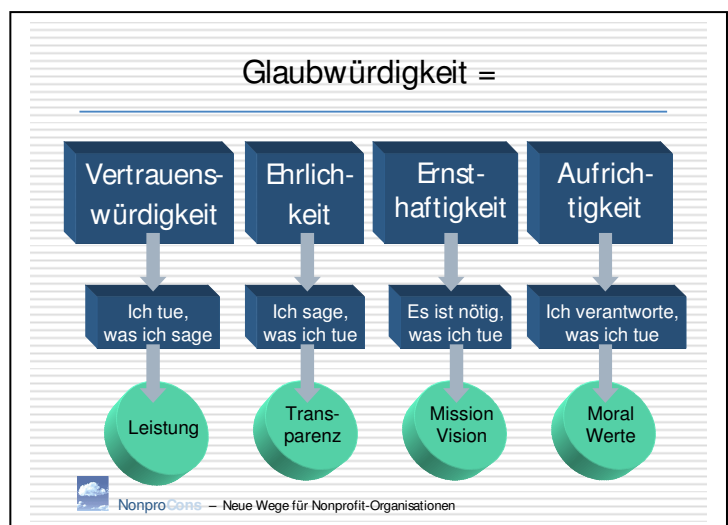 Glaubwürdigkeit =
Vertrauens-
würdigkeit
Ehrlich-
keit
Ernst-
haftigkeit
Aufrich-
tigkeit
Ich tue,
was ich sage
Ich sage,
was ich tue
Es ist nötig,
was ich tue
Ich verantworte,
was ich tue
Leistung
Trans-
parenz
Mission
Vision
Moral
Werte
NonproCons – Neue Wege für Nonprofit-Organisationen